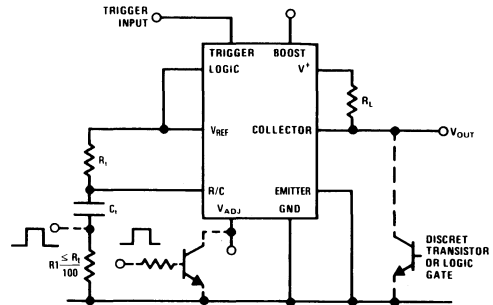 TRIGGER
INPUT
TRIGGER
BOOST
LOGIC
V+
RL
VREF
COLLECTOR
VOUT
Rt
R/C
EMITTER
Ct
VADJ
GND
R1 ≤ Rt
100
DISCRET
TRANSISTOR
OR LOGIC
GATE